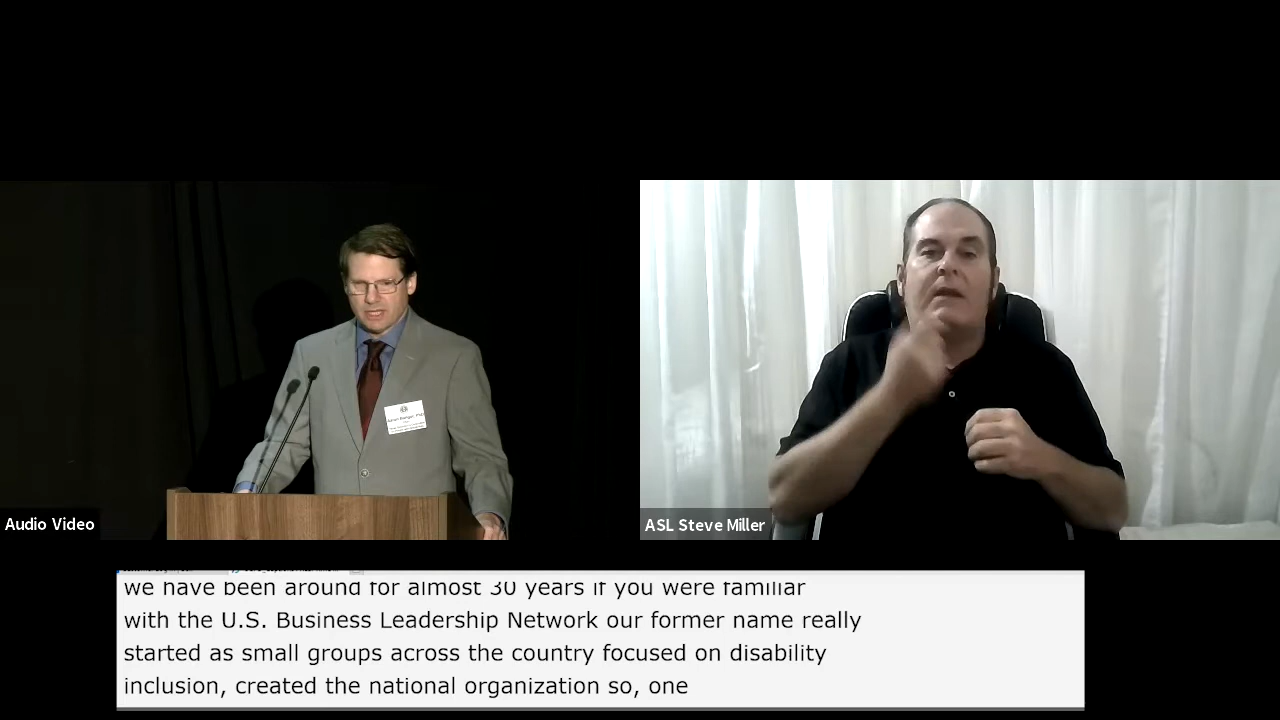 Audio Video
ASL Steve Miller
we have been around for almost 30 years if you were familiar
with the U.S. Business Leadership Network our former name really
started as small groups across the country focused on disability
inclusion, created the national organization so, one